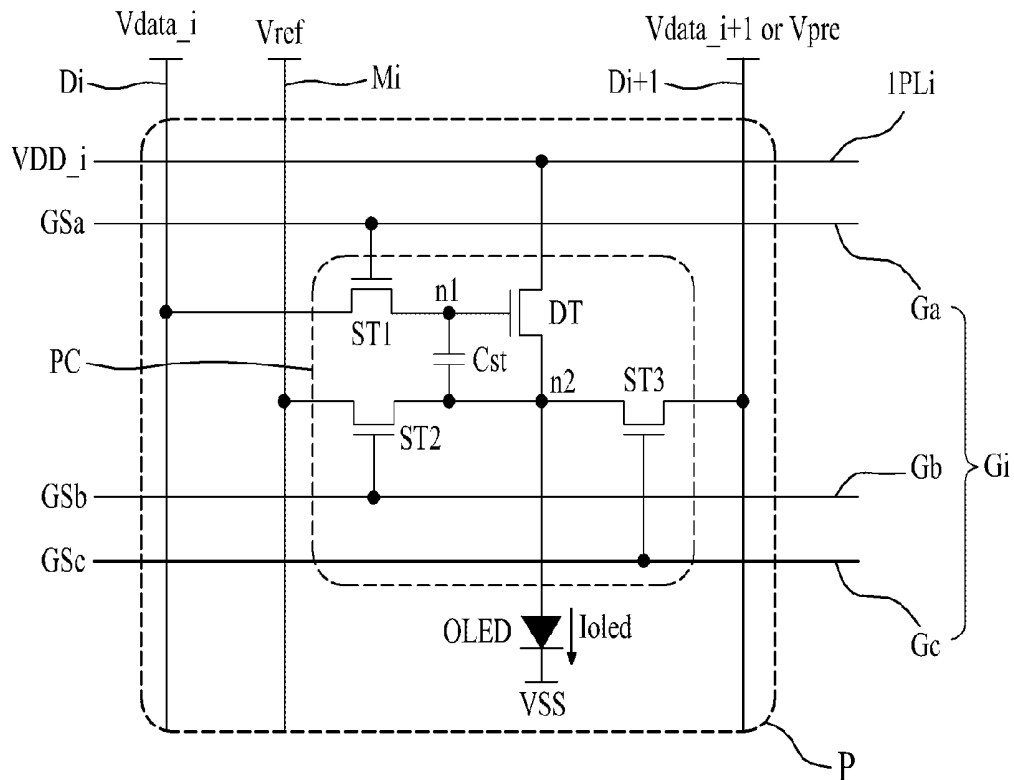 Vdata_i
Vref
Vdata_i+1 or Vpre
Di
Mi
Di+1
1PLi
VDD_i
GSa
n1
DT
Ga
ST1
PC
Cst
ST3
n2
ST2
Gb
Gi
GSb
GSc
OLED
Ioled
Gc
VSS
P